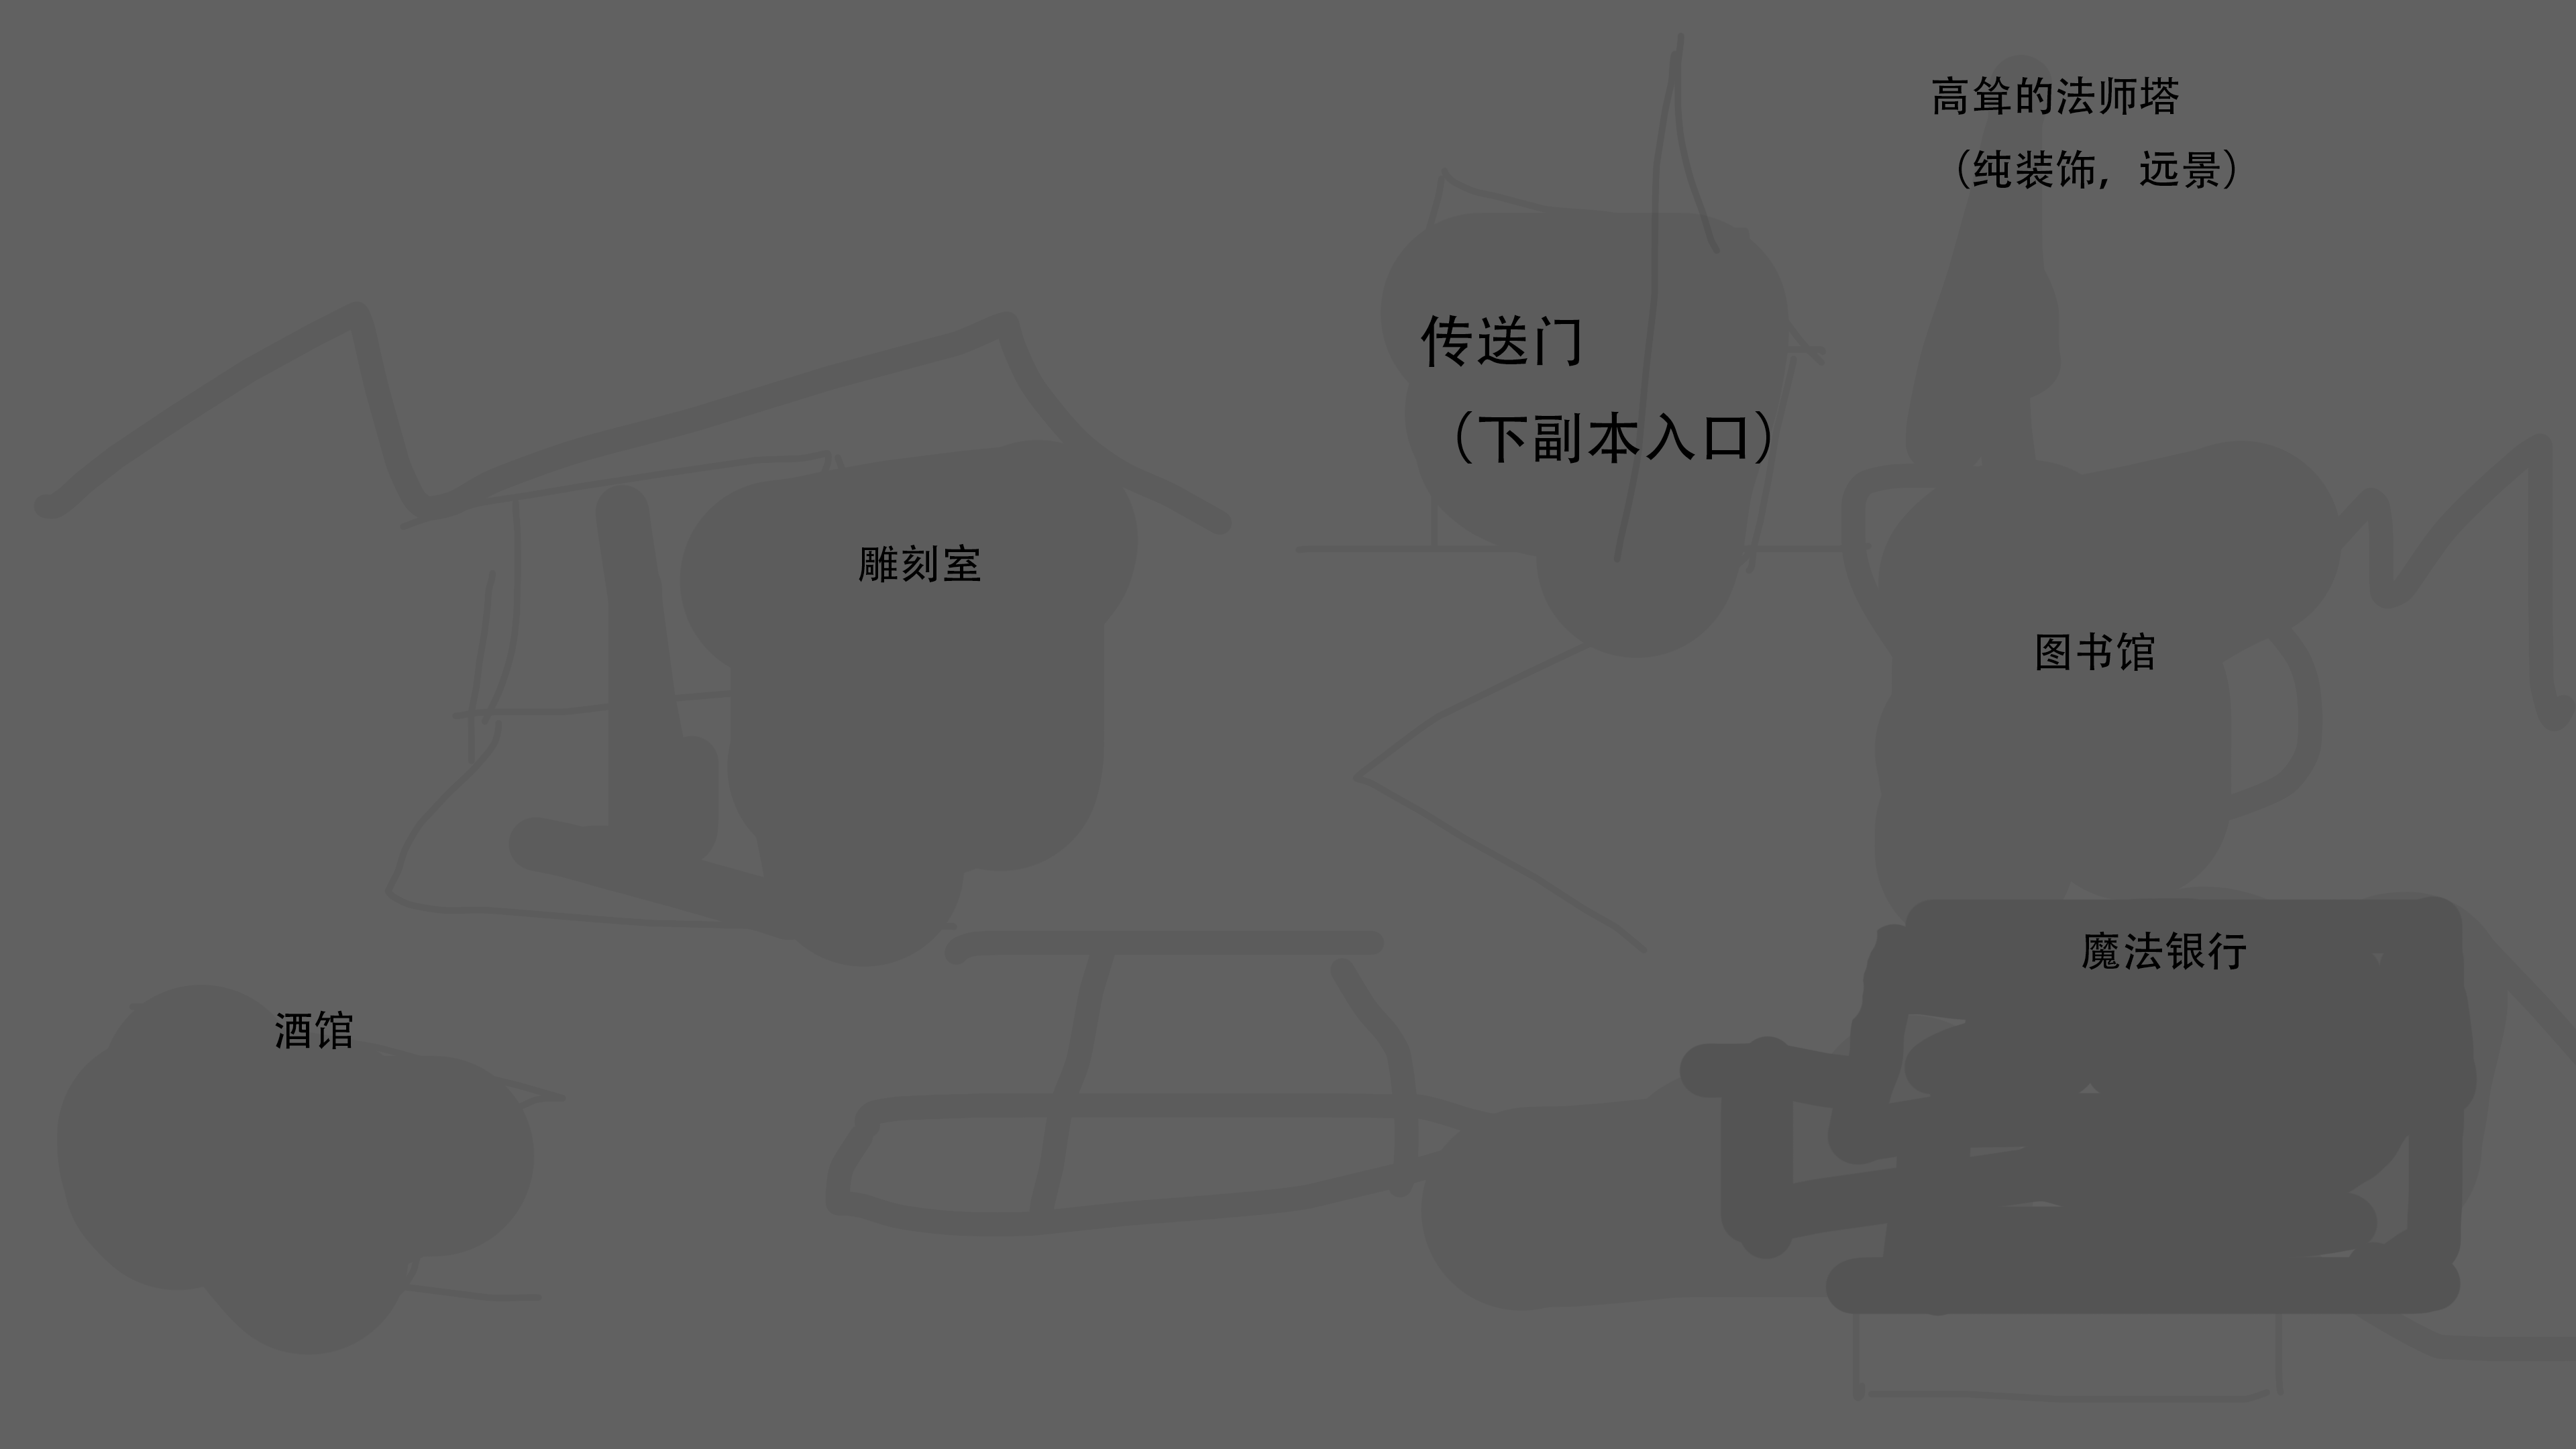 高耸的法师塔
（纯装饰，远景）
传送门
（下副本入口）
雕刻室
图书馆
魔法银行
酒馆